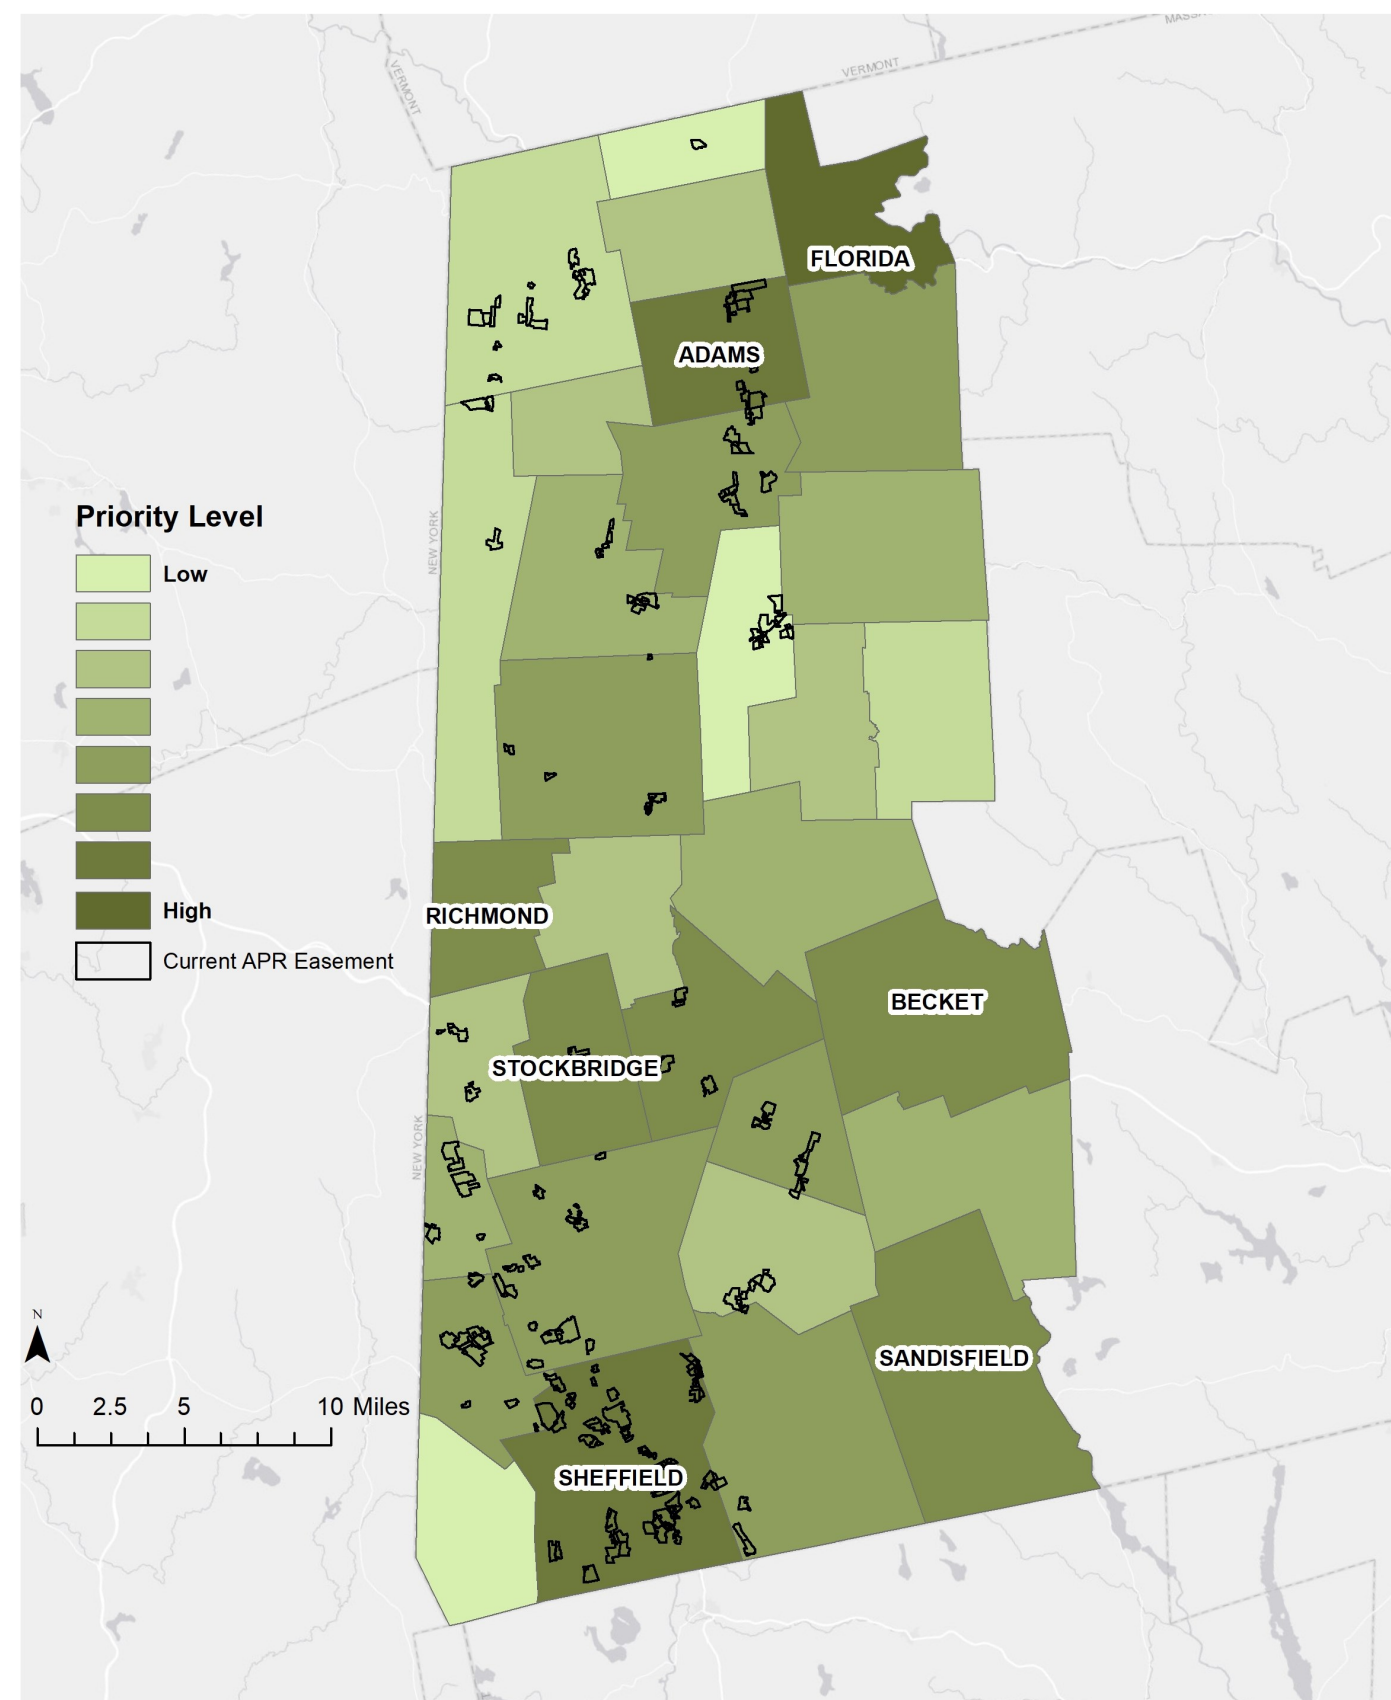 MASSA
VERMONT
VERMONT
FLORIDA
ADAMS
Priority Level
NEW YORK
Low
High
RICHMOND
Current APR Easement
BECKET
STOCKBRIDGE
NEW YORK
N
SANDISFIELD
0 2.5 5 10 Miles
SHEFFIELD